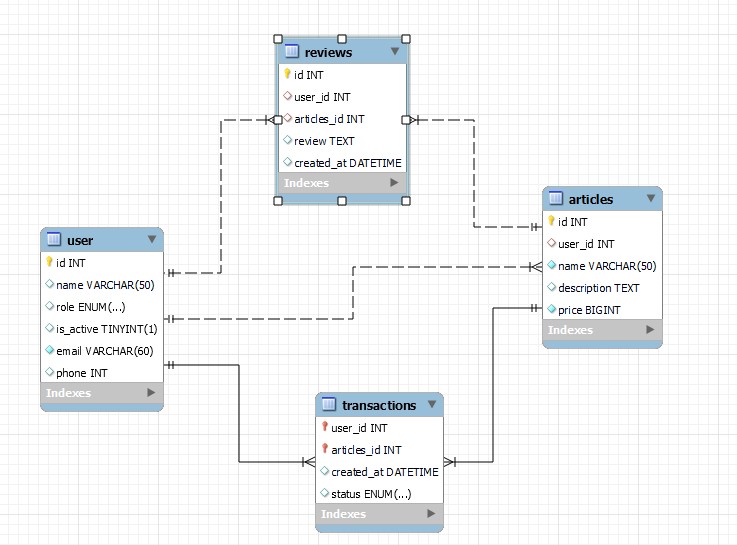 reviews
id INT
user_id INT
articles_id INT
review TEXT
created_at DATETIME
Indexes
articles
id INT
user_id INT
name VARCHAR(50)
description TEXT
price BIGINT
Indexes
user
id INT
name VARCHAR(50)
role ENUM(...)
is_active TINYINT(1)
email VARCHAR(60)
phone INT
Indexes
transactions
user_id INT
articles_id INT
created_at DATETIME
status ENUM(...)
Indexes